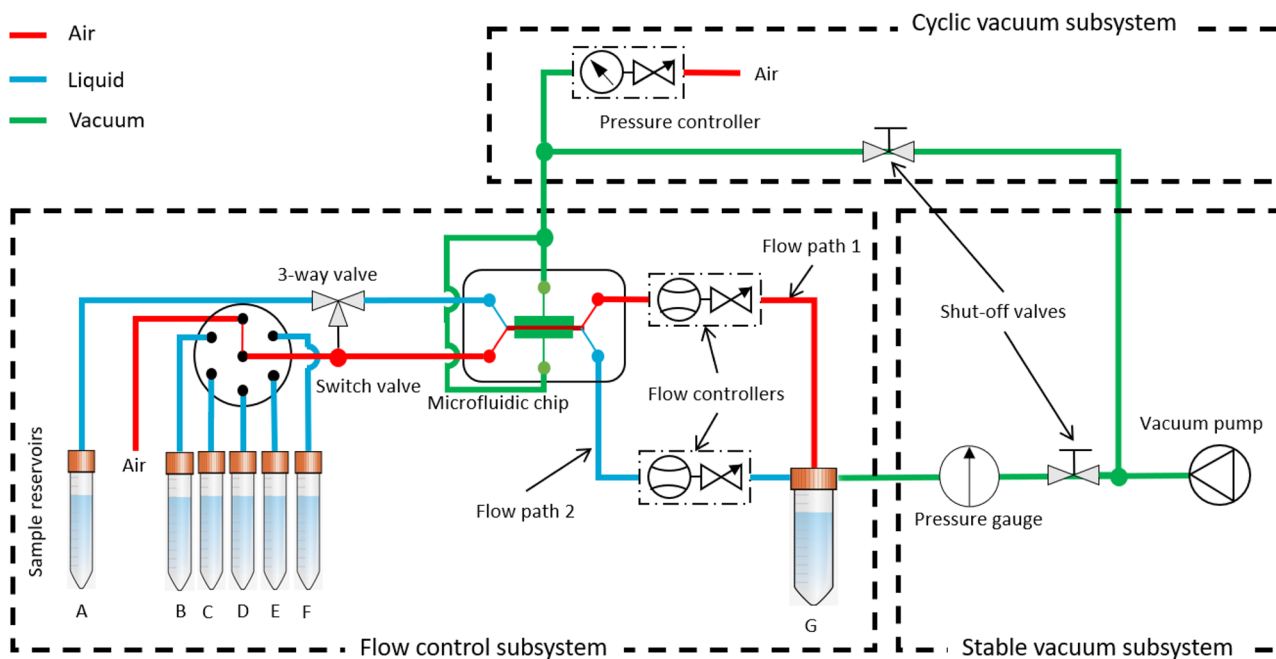 Cyclic vacuum subsystem
Air
Liquid
Vacuum
Air
Pressure controller
Flow path 1
3-way valve
Shut-off valves
Switch valve
Microfluidic chip
Flow controllers
Vacuum pump
Air
Sample reservoirs
Flow path 2
Pressure gauge
A
B
C
D
E
F
G
Flow control subsystem
Stable vacuum subsystem